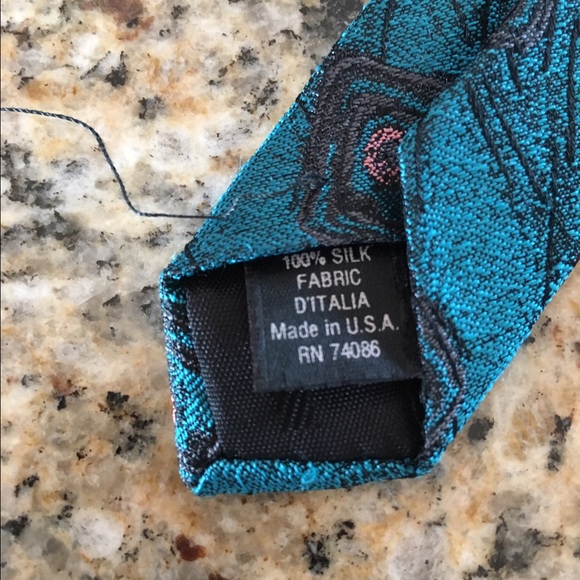 100% SILK
FABRIC
D'ITALIA
Made in U.S.A.
RN 74086